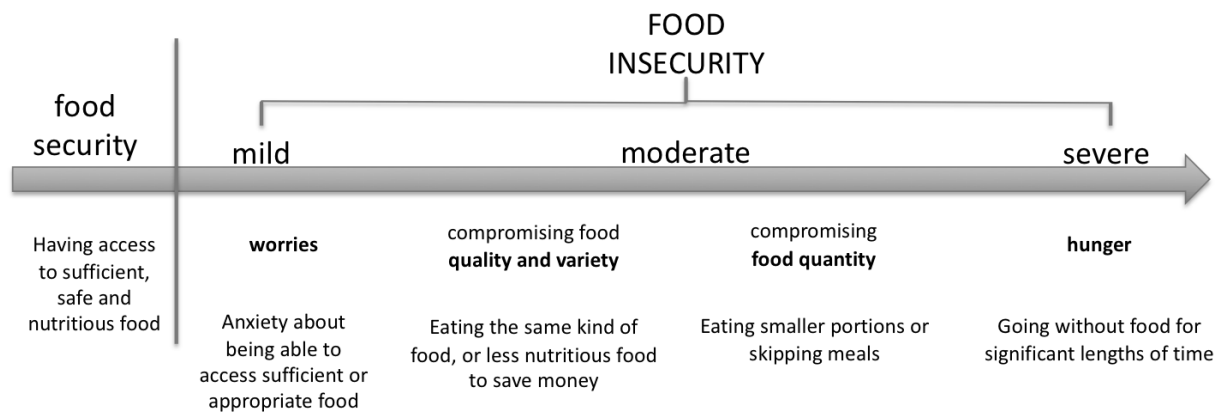 FOOD
INSECURITY
food
security
mild
moderate
severe
Having access
to sufficient,
safe and
nutritious food
worries
Anxiety about
being able to
access sufficient or
appropriate food
compromising food
quality and variety
Eating the same kind of
food, or less nutritious food
to save money
compromising
food quantity
Eating smaller portions or
skipping meals
hunger
Going without food for
significant lengths of time